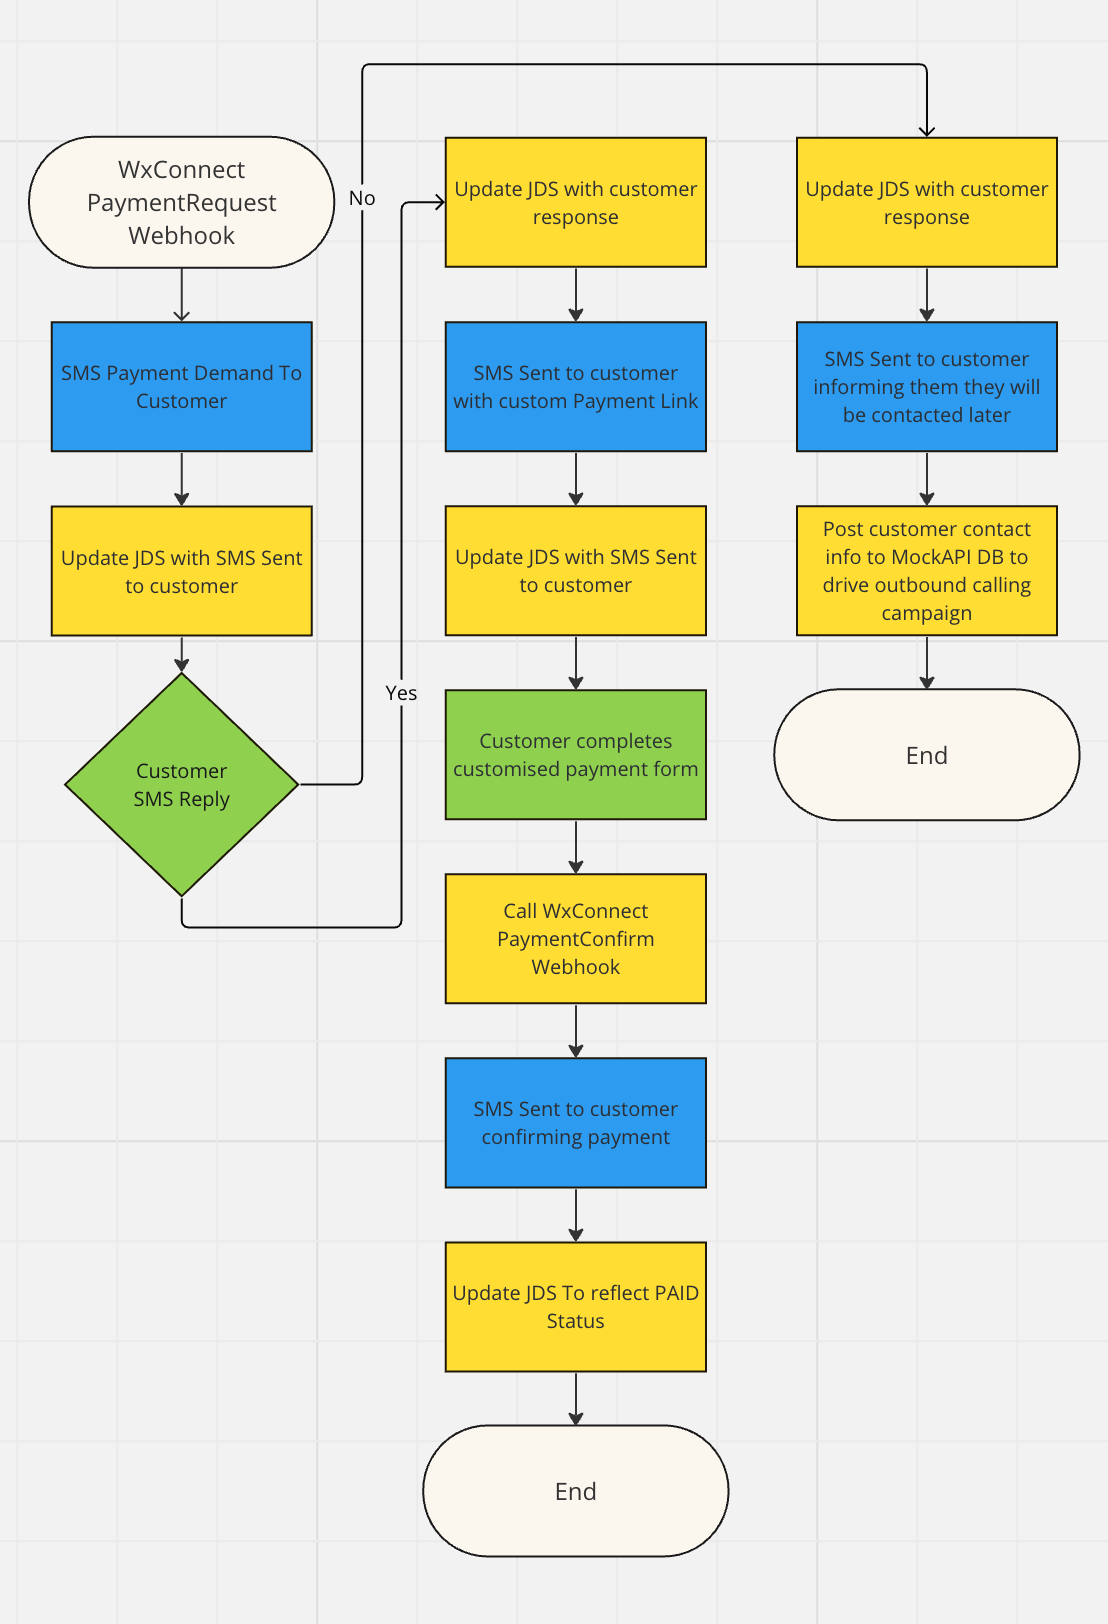 WxConnect
PaymentRequest
Webhook
SMS Payment Demand To
Customer
Update JDS with SMS Sent
to customer
Customer
SMS Reply
No
Yes
Update JDS with customer
response
SMS Sent to customer
with custom Payment Link
Update JDS with SMS Sent
to customer
Customer completes
customised payment form
Call WxConnect
PaymentConfirm
Webhook
SMS Sent to customer
confirming payment
Update JDS To reflect PAID
Status
End
Update JDS with customer
response
SMS Sent to customer
informing them they will
be contacted later
Post customer contact
info to MockAPI DB to
drive outbound calling
campaign
End